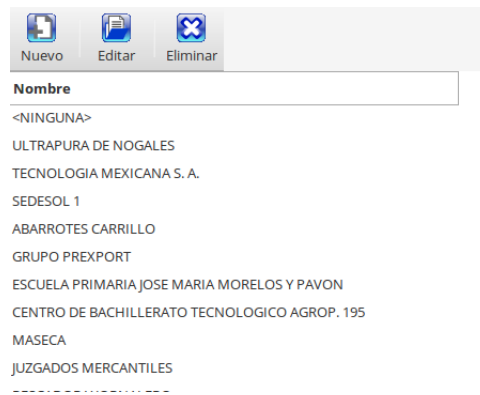 Nuevo Editar Eliminar
Nombre
<NINGUNA>
ULTRAPURA DE NOGALES
TECNOLOGIA MEXICANA S. A.
SEDESOL 1
ABARROTES CARRILLO
GRUPO PREXPORT
ESCUELA PRIMARIA JOSE MARIA MORELOS Y PAVON
CENTRO DE BACHILLERATO TECNOLOGICO AGROP. 195
MASECA
JUZGADOS MERCANTILES